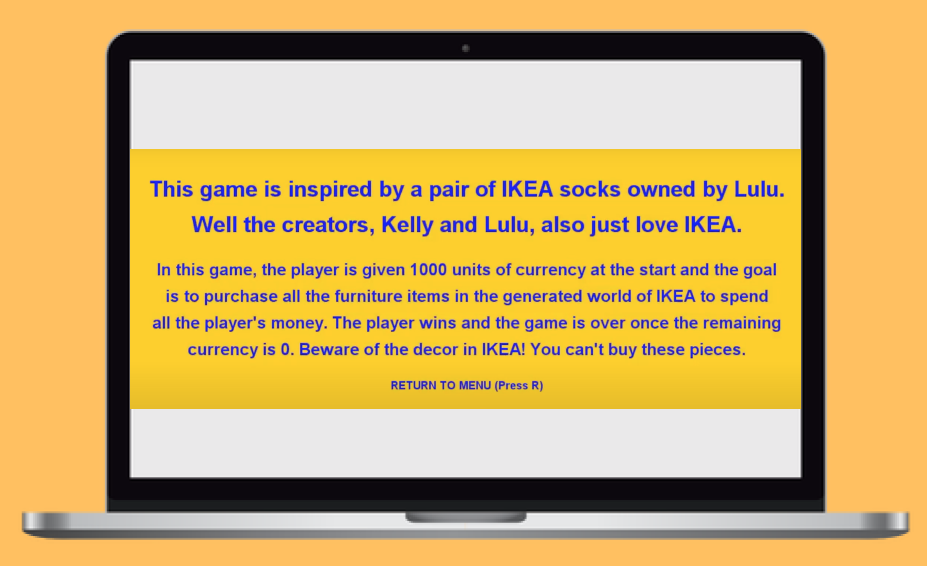 This game is inspired by a pair of IKEA socks owned by Lulu.
Well the creators, Kelly and Lulu, also just love IKEA.
In this game, the player is given 1000 units of currency at the start and the goal
is to purchase all the furniture items in the generated world of IKEA to spend
all the player's money. The player wins and the game is over once the remaining
currency is 0. Beware of the decor in IKEA! You can't buy these pieces.
RETURN TO MENU (Press R)